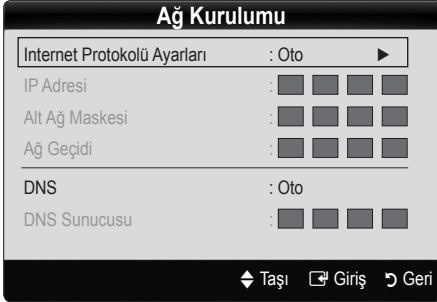 Ağ Kurulumu
Internet Protokolü Ayarları : Oto ►
IP Adresi :
Alt Ağ Maskesi :
Ağ Geçidi :
DNS : Oto
DNS Sunucusu :
Taşı Giriş Geri